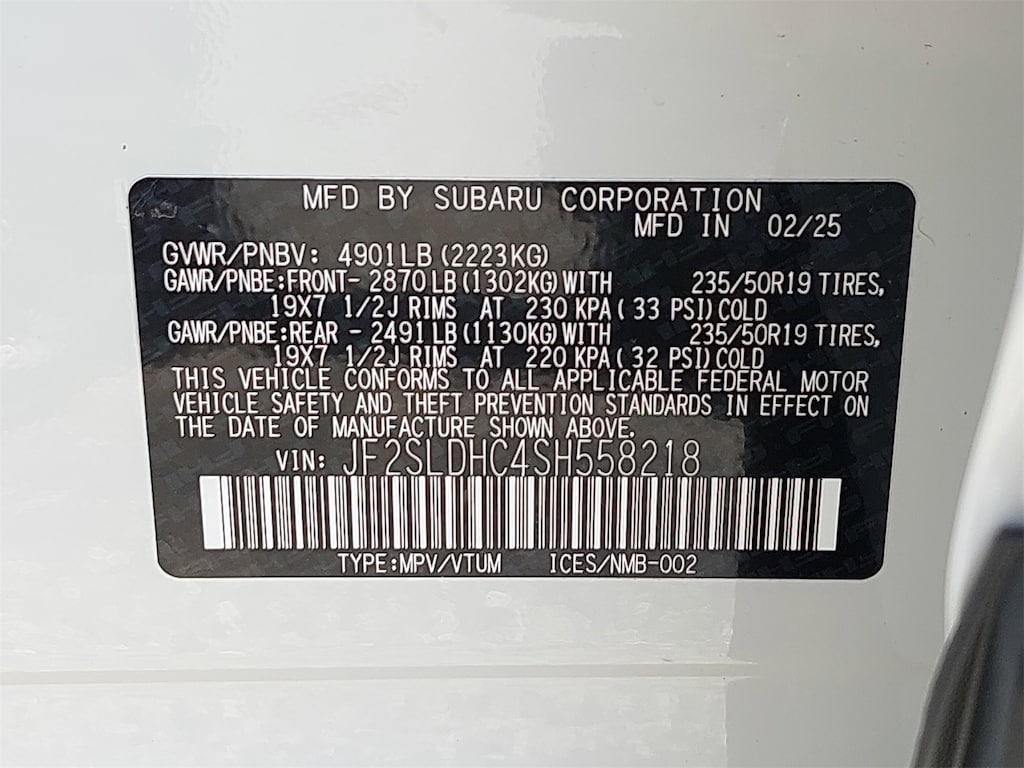 MFD BY SUBARU CORPORATION
MFD IN 02/25
GVWR/PNBV: 4901LB (2223KG)
GAWR/PNBE:FRONT- 2870 LB (1302KG) WITH 235/50R19 TIRES,
19X7 1/2J RIMS AT 230 KPA ( 33 PSI) COLD
GAWR/PNBE:REAR - 2491 LB (1130KG) WITH 235/50R19 TIRES,
19X7 1/2J RIMS AT 220 KPA ( 32 PSI) COLD
THIS VEHICLE CONFORMS TO ALL APPLICABLE FEDERAL MOTOR
VEHICLE SAFETY AND THEFT PREVENTION STANDARDS IN EFFECT ON
THE DATE OF MANUFACTURE SHOWN ABOVE.
VIN: JF2SLDHC4SH558218
TYPE:MPV/VTUM ICES/NMB-002